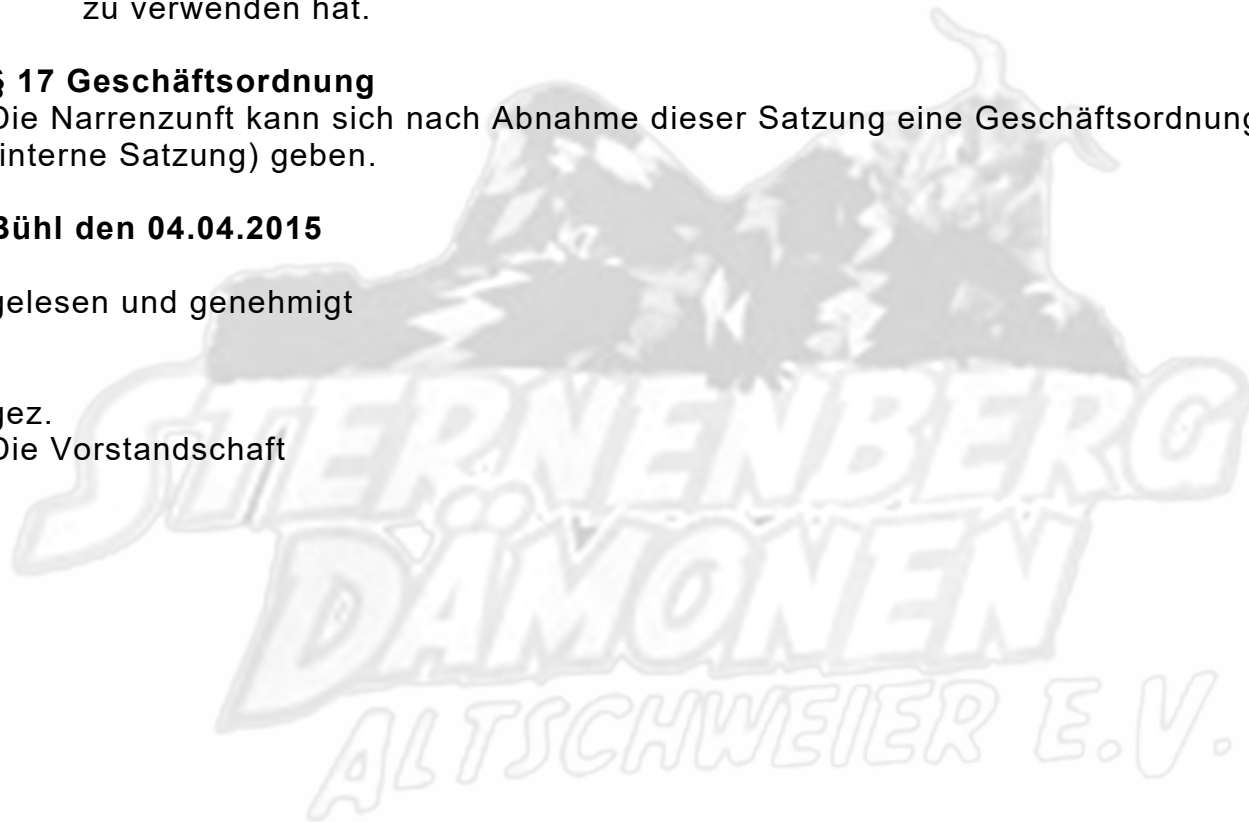 zu verwenden hat.
§ 17 Geschäftsordnung
Die Narrenzunft kann sich nach Abnahme dieser Satzung eine Geschäftsordnung
(interne Satzung) geben.
Bühl den 04.04.2015
gelesen und genehmigt
gez.
Die Vorstandschaft
STERNENBERG
DÄMONEN
ALTSCHWEIER E.V.